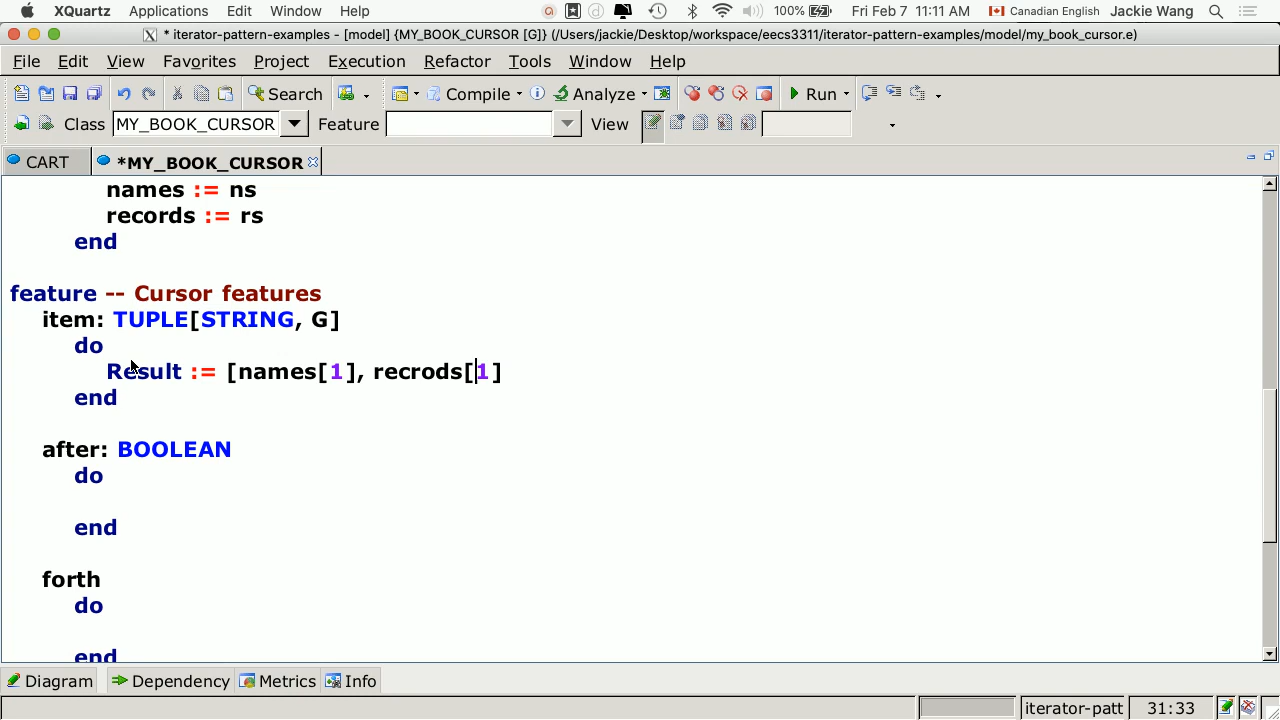 XQuartz Applications Edit Window Help 100% Fri Feb 7 11:11 AM Canadian English Jackie Wang
* iterator-pattern-examples - [model] {MY_BOOK_CURSOR [G]} (/Users/jackie/Desktop/workspace/eecs3311/iterator-pattern-examples/model/my_book_cursor.e)
File Edit View Favorites Project Execution Refactor Tools Window Help
Search Compile Analyze Run
Class MY_BOOK_CURSOR Feature View
CART *MY_BOOK_CURSOR
names := ns
records := rs
end
feature -- Cursor features
item: TUPLE[STRING, G]
do
Result := [names[1], recrods[1]
end
after: BOOLEAN
do
end
forth
do
end
Diagram Dependency Metrics Info
iterator-patt 31:33